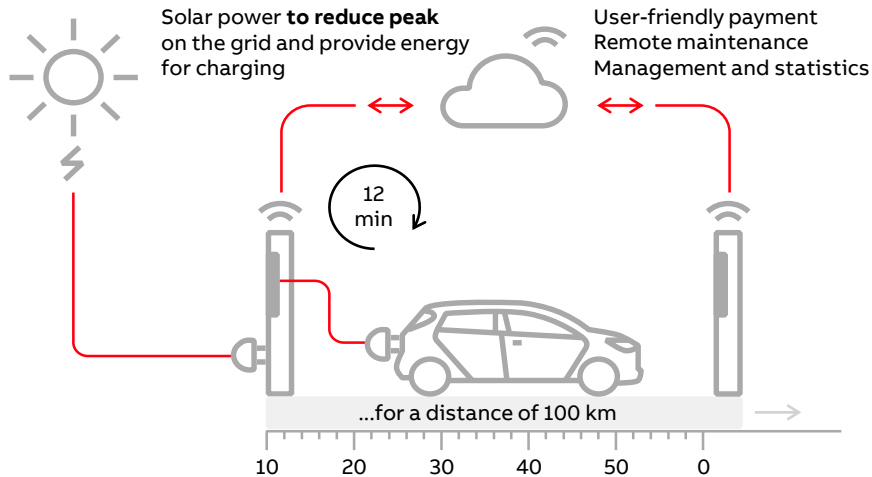 Solar power to reduce peak
on the grid and provide energy
for charging
User-friendly payment
Remote maintenance
Management and statistics
12
min
...for a distance of 100 km
10 20 30 40 50 0